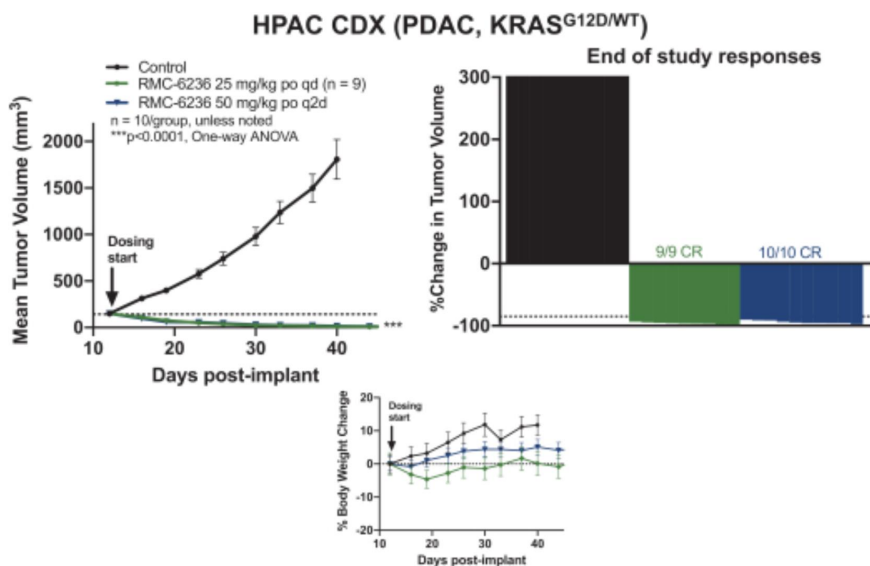 HPAC CDX (PDAC, KRASG12D/WT)
Control
RMC-6236 25 mg/kg po qd (n = 9)
RMC-6236 50 mg/kg po q2d
n = 10/group, unless noted
***p<0.0001, One-way ANOVA
Mean Tumor Volume (mm3)
2000
1500
1000
500
0
Dosing
start
***
10
20
30
40
Days post-implant
End of study responses
%Change in Tumor Volume
300
200
100
0
-100
9/9 CR
10/10 CR
% Body Weight Change
20
10
0
-10
-20
Dosing
start
10
20
30
40
Days post-implant